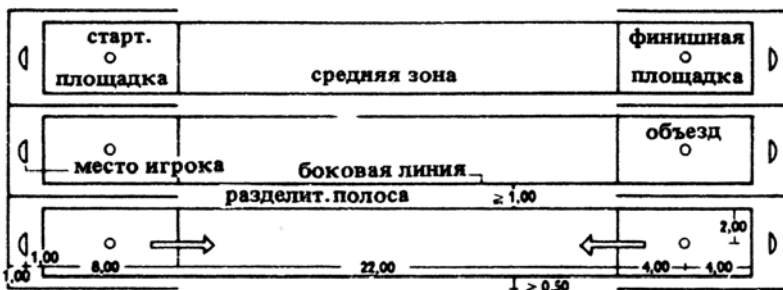 старт.
площадка
средняя зона
финишная
площадка
место игрока
боковая линия
объезд
разделит. полоса
≥ 1,00
2,00
1,00
1,00
8,00
22,00
4,00
4,00
> 0,50